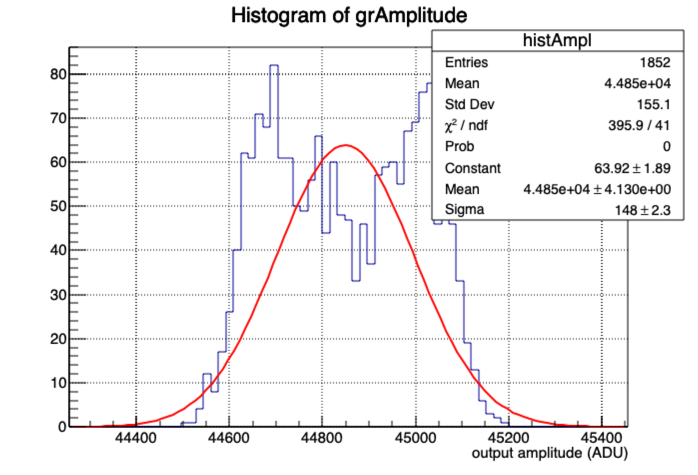 Histogram of grAmplitude
histAmpl
Entries 1852
Mean 4.485e+04
Std Dev 155.1
χ² / ndf 395.9 / 41
Prob 0
Constant 63.92 ± 1.89
Mean 4.485e+04 ± 4.130e+00
Sigma 148 ± 2.3
80
70
60
50
40
30
20
10
0
44400 44600 44800 45000 45200 45400
output amplitude (ADU)